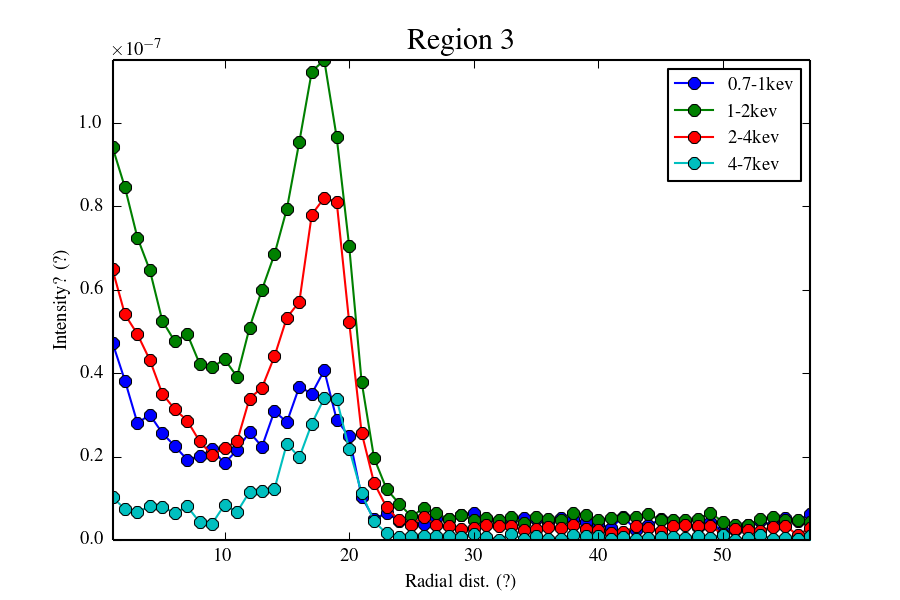 Region 3
×10⁻⁷
0.7-1kev
1-2kev
2-4kev
4-7kev
1.0
0.8
0.6
0.4
0.2
0.0
Intensity? (?)
10 20 30 40 50
Radial dist. (?)